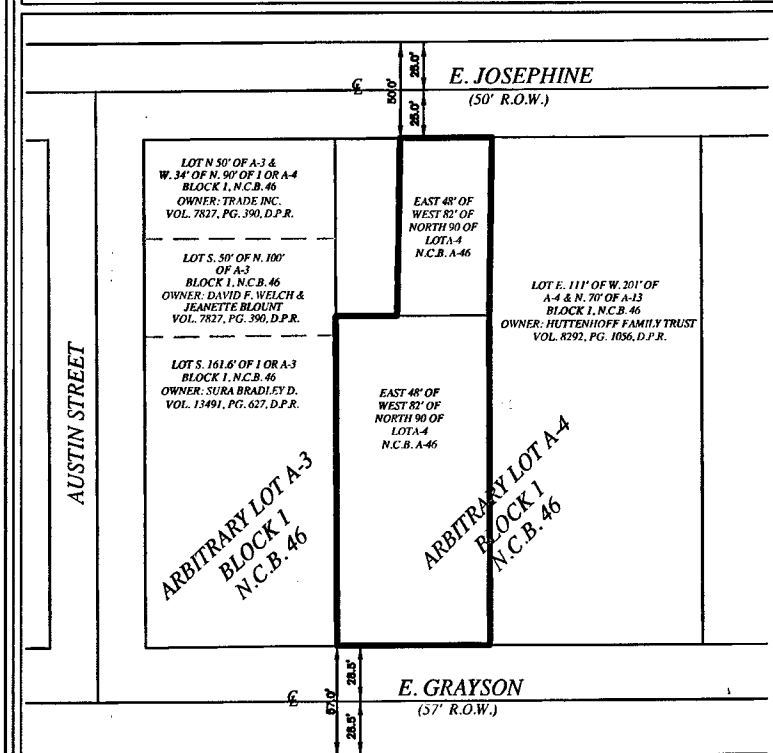 E. JOSEPHINE
(50' R.O.W.)
℄
50.0'
25.0'
25.0'
LOT N 50' OF A-3 &
W. 34' OF N. 90' OF 1 OR A-4
BLOCK 1, N.C.B. 46
OWNER: TRADE INC.
VOL. 7827, PG. 390, D.P.R.
LOT S. 50' OF N. 100'
OF A-3
BLOCK 1, N.C.B. 46
OWNER: DAVID F. WELCH &
JEANETTE BLOUNT
VOL. 7827, PG. 390, D.P.R.
LOT S. 161.6' OF 1 OR A-3
BLOCK 1, N.C.B. 46
OWNER: SURA BRADLEY D.
VOL. 13491, PG. 627, D.P.R.
EAST 48' OF
WEST 82' OF
NORTH 90 OF
LOT A-4
N.C.B. A-46
LOT E. 111' OF W. 201' OF
A-4 & N. 70' OF A-13
BLOCK 1, N.C.B. 46
OWNER: HUTTENHOFF FAMILY TRUST
VOL. 8292, PG. 1056, D.P.R.
EAST 48' OF
WEST 82' OF
NORTH 90 OF
LOT A-4
N.C.B. A-46
AUSTIN STREET
ARBITRARY LOT A-3
BLOCK 1
N.C.B. 46
ARBITRARY LOT A-4
BLOCK 1
N.C.B. 46
℄
57.0'
28.5'
28.5'
E. GRAYSON
(57' R.O.W.)